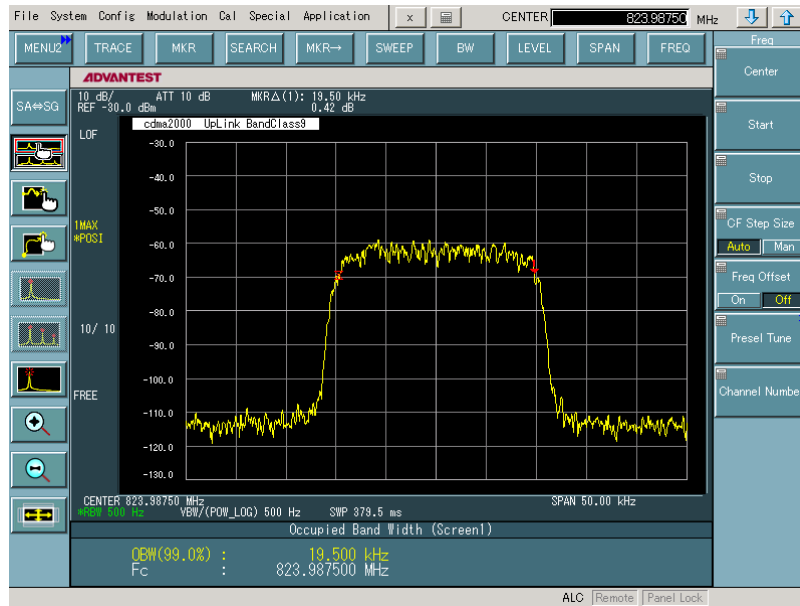 File System Config Modulation Cal Special Application x CENTER 823.98750 MHz
MENU2 TRACE MKR SEARCH MKR→ SWEEP BW LEVEL SPAN FREQ Freq
ADVANTEST
Center
10 dB/ ATT 10 dB MKRΔ(1): 19.50 kHz
REF -30.0 dBm 0.42 dB
SA⇔SG
cdma2000 UpLink BandClass9
Start
LOF
-30.0
-40.0
Stop
-50.0
1MAX
*POSI
CF Step Size
Auto Man
-60.0
-70.0
Freq Offset
On Off
-80.0
10/ 10
Presel Tune
-90.0
-100.0
FREE
Channel Numbe
-110.0
-120.0
-130.0
CENTER 823.98750 MHz SPAN 50.00 kHz
*RBW 500 Hz VBW/(POW_LOG) 500 Hz SWP 379.5 ms
Occupied Band Width (Screen1)
OBW(99.0%) : 19.500 kHz
Fc : 823.987500 MHz
ALC Remote Panel Lock